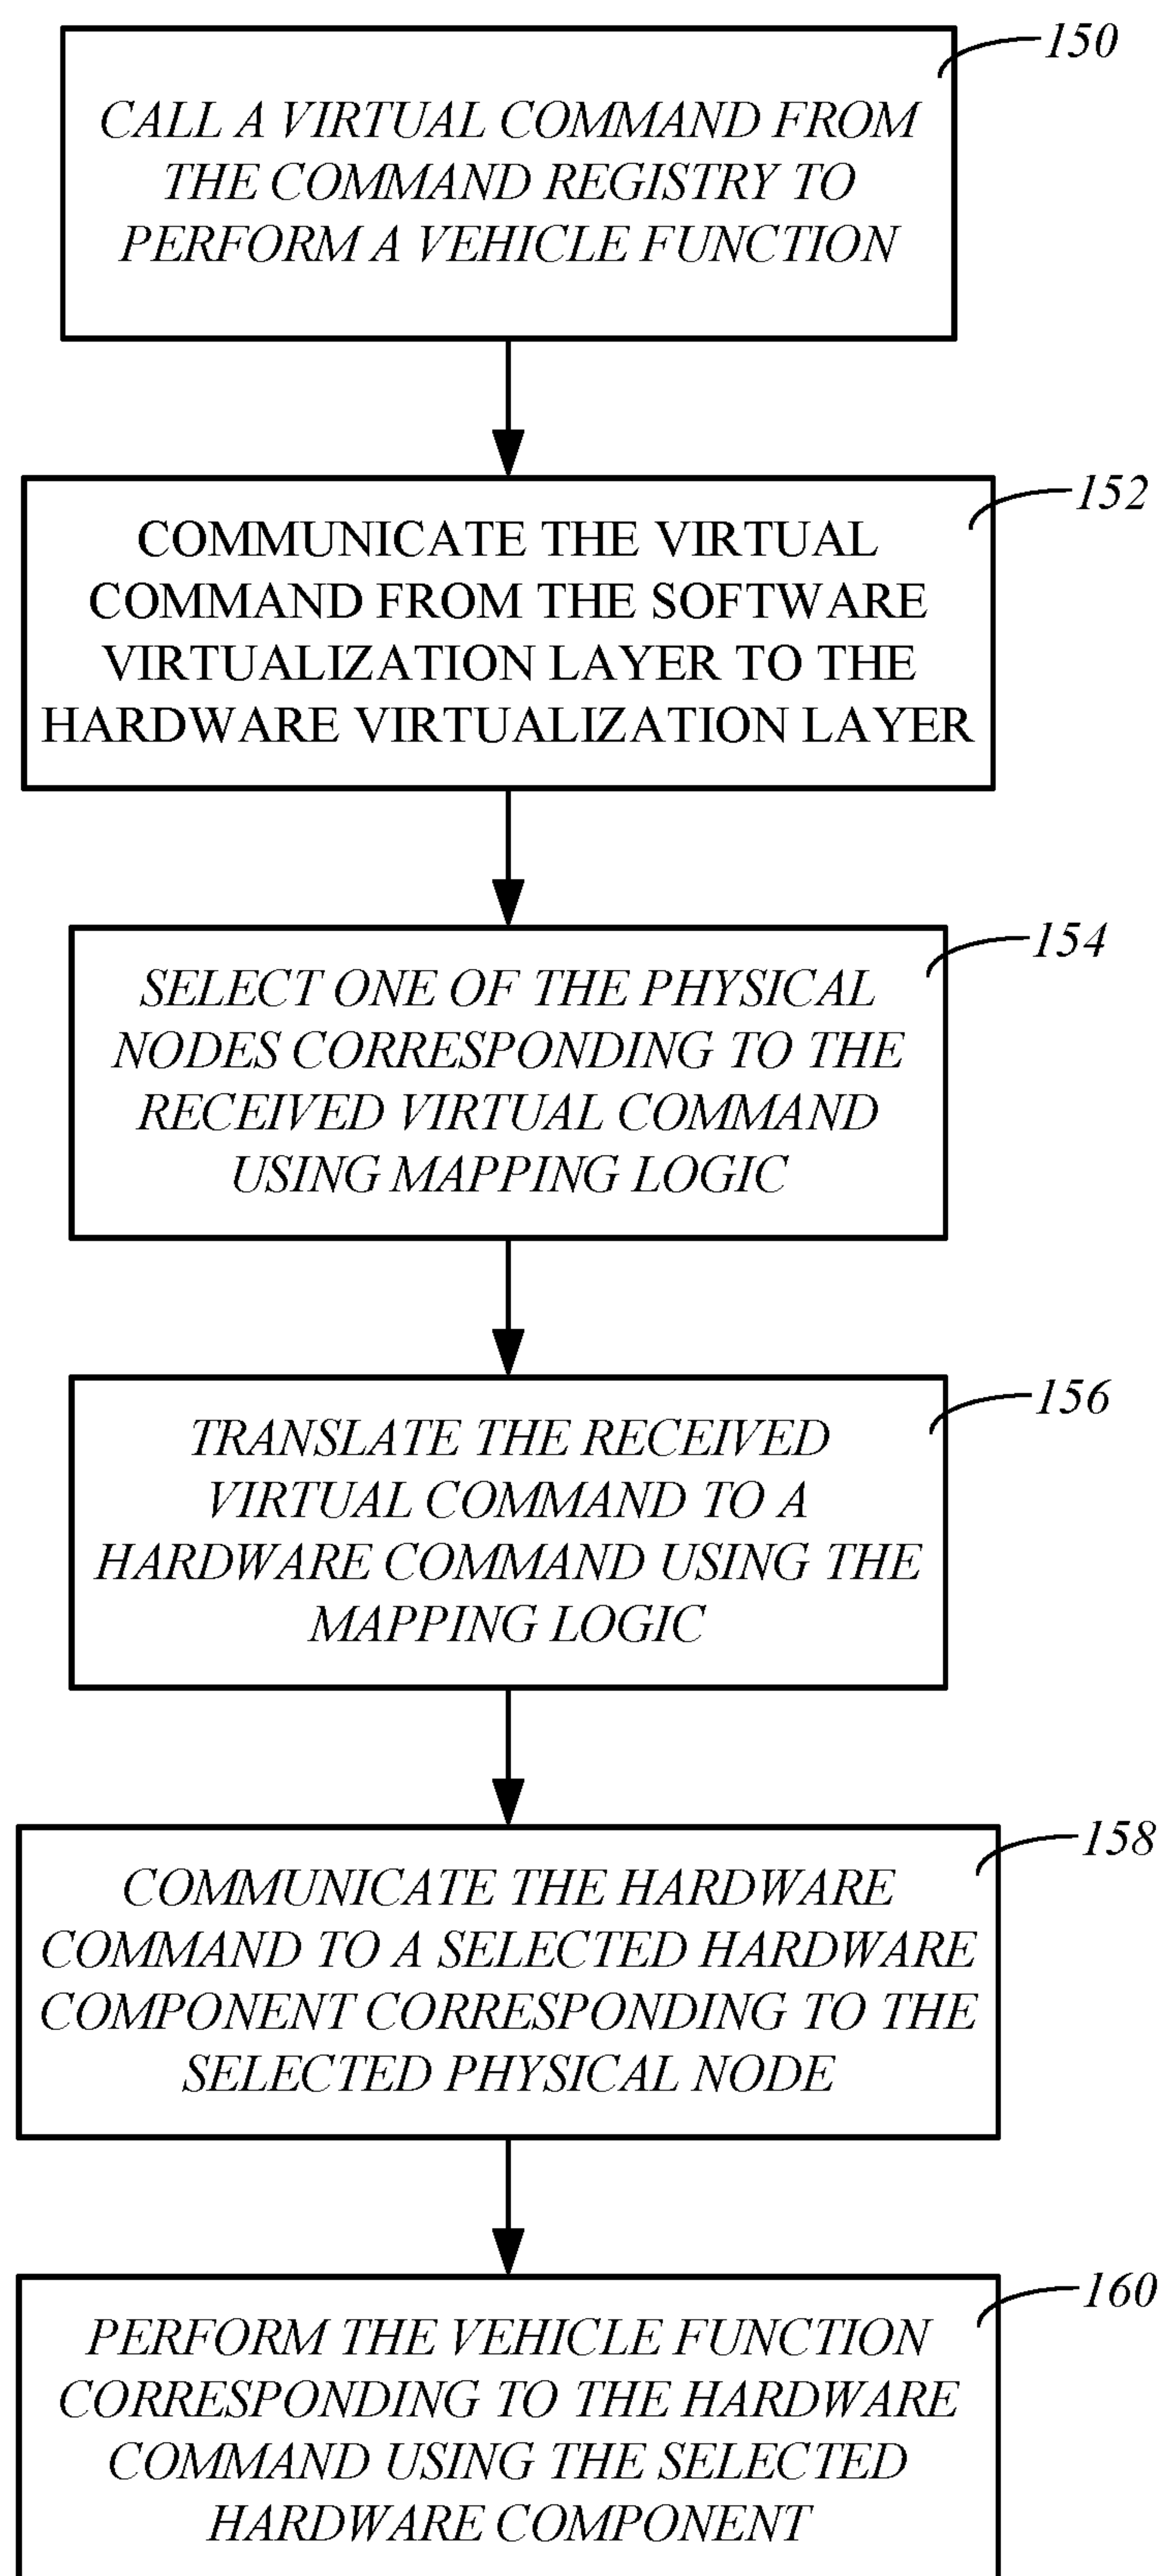 150
CALL A VIRTUAL COMMAND FROM
THE COMMAND REGISTRY TO
PERFORM A VEHICLE FUNCTION
152
COMMUNICATE THE VIRTUAL
COMMAND FROM THE SOFTWARE
VIRTUALIZATION LAYER TO THE
HARDWARE VIRTUALIZATION LAYER
154
SELECT ONE OF THE PHYSICAL
NODES CORRESPONDING TO THE
RECEIVED VIRTUAL COMMAND
USING MAPPING LOGIC
156
TRANSLATE THE RECEIVED
VIRTUAL COMMAND TO A
HARDWARE COMMAND USING THE
MAPPING LOGIC
158
COMMUNICATE THE HARDWARE
COMMAND TO A SELECTED HARDWARE
COMPONENT CORRESPONDING TO THE
SELECTED PHYSICAL NODE
160
PERFORM THE VEHICLE FUNCTION
CORRESPONDING TO THE HARDWARE
COMMAND USING THE SELECTED
HARDWARE COMPONENT